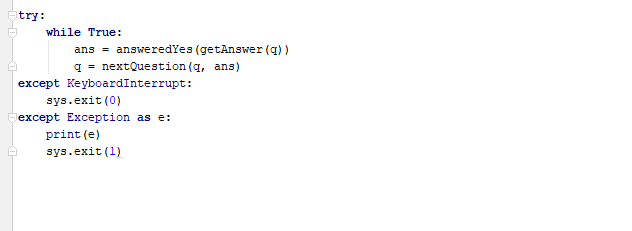 try:
    while True:
        ans = answeredYes(getAnswer(q))
        q = nextQuestion(q, ans)
except KeyboardInterrupt:
    sys.exit(0)
except Exception as e:
    print(e)
    sys.exit(1)